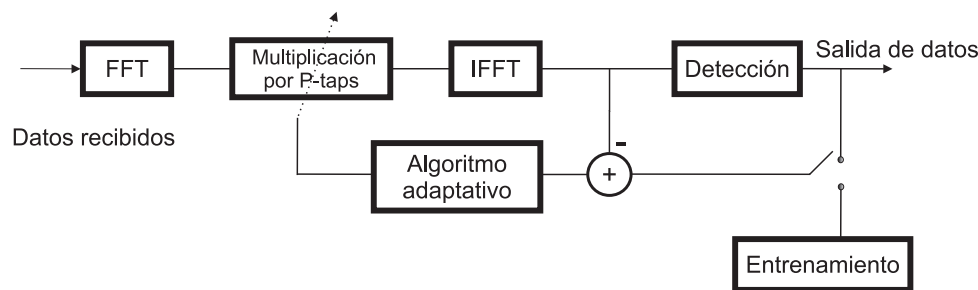 Salida de datos
FFT
Multiplicación
por P-taps
IFFT
Detección
Datos recibidos
-
Algoritmo
adaptativo
+
Entrenamiento